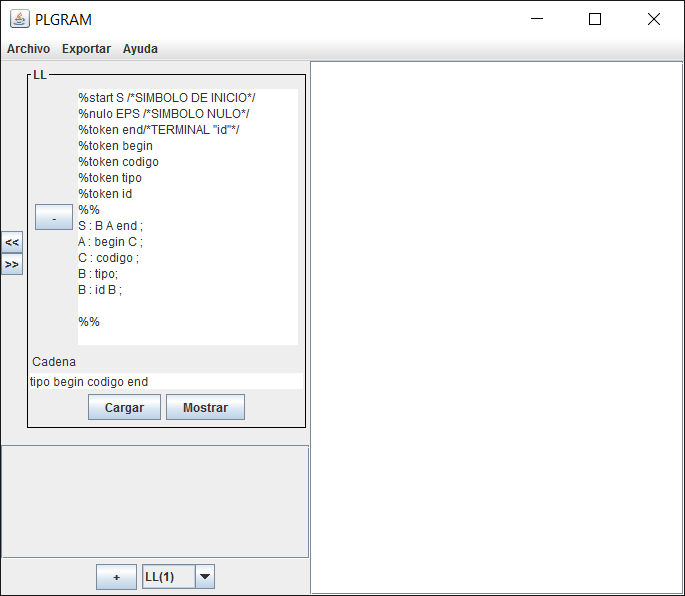 PLGRAM
Archivo Exportar Ayuda
LL
%start S /*SIMBOLO DE INICIO*/
%nulo EPS /*SIMBOLO NULO*/
%token end/*TERMINAL "id"*/
%token begin
%token codigo
%token tipo
%token id
%%
S : B A end ;
A : begin C ;
C : codigo ;
B : tipo;
B : id B ;
%%
-
<<
>>
Cadena
tipo begin codigo end
Cargar Mostrar
+ LL(1)